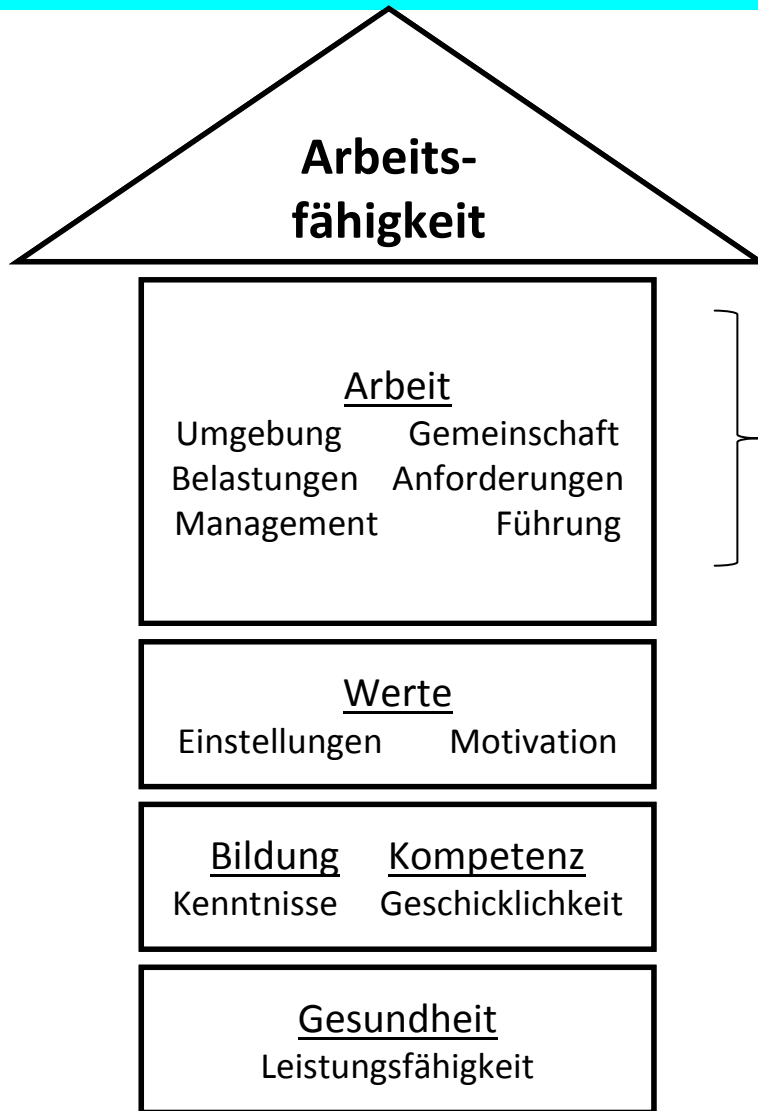 Arbeits-
fähigkeit
Arbeit
Umgebung Gemeinschaft
Belastungen Anforderungen
Management Führung
Werte
Einstellungen Motivation
Bildung Kompetenz
Kenntnisse Geschicklichkeit
Gesundheit
Leistungsfähigkeit